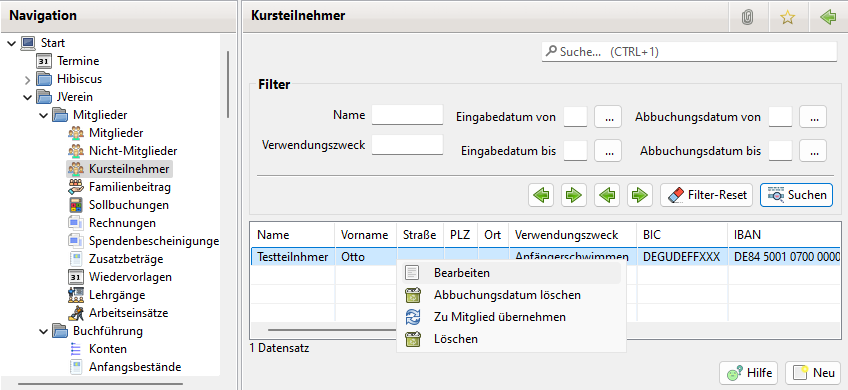 Navigation
Start
31 Termine
Hibiscus
JVerein
Mitglieder
Mitglieder
Nicht-Mitglieder
Kursteilnehmer
Familienbeitrag
Sollbuchungen
Rechnungen
Spendenbescheinigunge
Zusatzbeträge
31 Wiedervorlagen
Lehrgänge
Arbeitseinsätze
Buchführung
Konten
Anfangsbestände
Kursteilnehmer
Suche... (CTRL+1)
Filter
Name Eingabedatum von ... Abbuchungsdatum von ...
Verwendungszweck Eingabedatum bis ... Abbuchungsdatum bis ...
Filter-Reset Suchen
Name Vorname Straße PLZ Ort Verwendungszweck BIC IBAN
Testteilnhmer Otto Anfängerschwimmen DEGUDEFFXXX DE84 5001 0700 0000
Bearbeiten
Abbuchungsdatum löschen
Zu Mitglied übernehmen
Löschen
1 Datensatz
Hilfe Neu